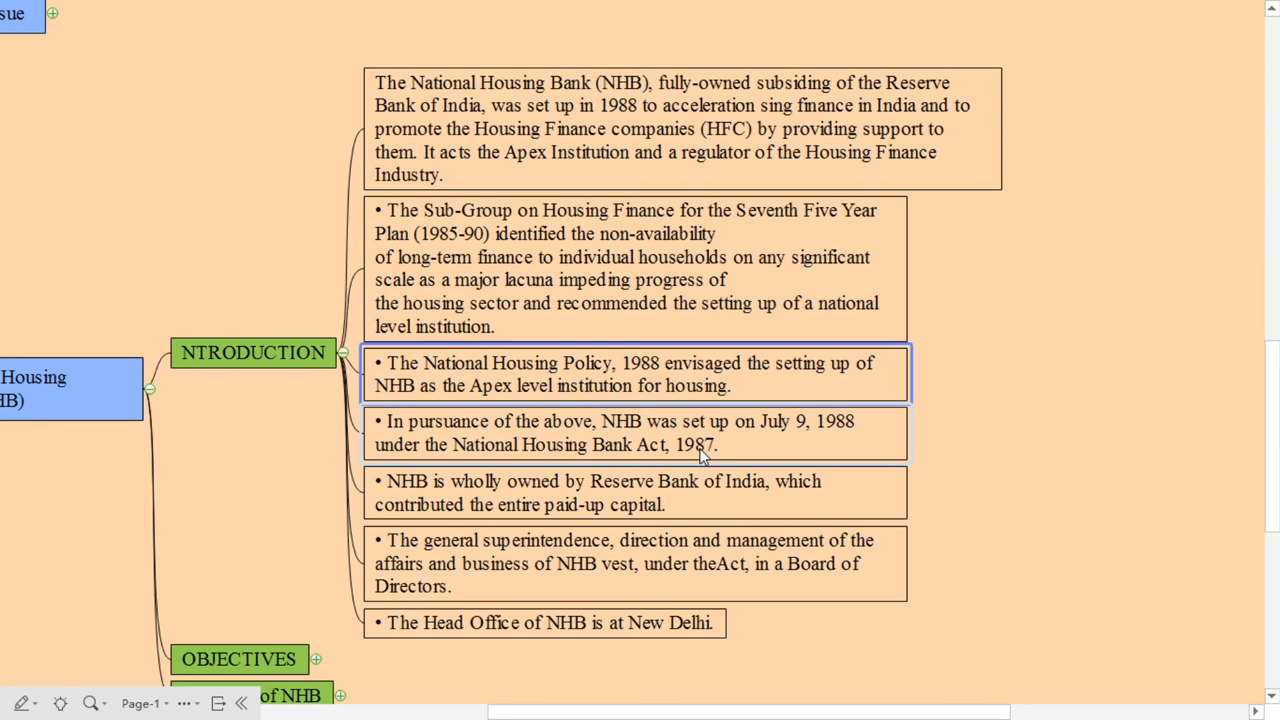 sue
The National Housing Bank (NHB), fully-owned subsiding of the Reserve
Bank of India, was set up in 1988 to acceleration sing finance in India and to
promote the Housing Finance companies (HFC) by providing support to
them. It acts the Apex Institution and a regulator of the Housing Finance
Industry.
• The Sub-Group on Housing Finance for the Seventh Five Year
Plan (1985-90) identified the non-availability
of long-term finance to individual households on any significant
scale as a major lacuna impeding progress of
the housing sector and recommended the setting up of a national
level institution.
NTRODUCTION
• The National Housing Policy, 1988 envisaged the setting up of
NHB as the Apex level institution for housing.
Housing
HB)
• In pursuance of the above, NHB was set up on July 9, 1988
under the National Housing Bank Act, 1987.
• NHB is wholly owned by Reserve Bank of India, which
contributed the entire paid-up capital.
• The general superintendence, direction and management of the
affairs and business of NHB vest, under theAct, in a Board of
Directors.
• The Head Office of NHB is at New Delhi.
OBJECTIVES
of NHB
Page-1